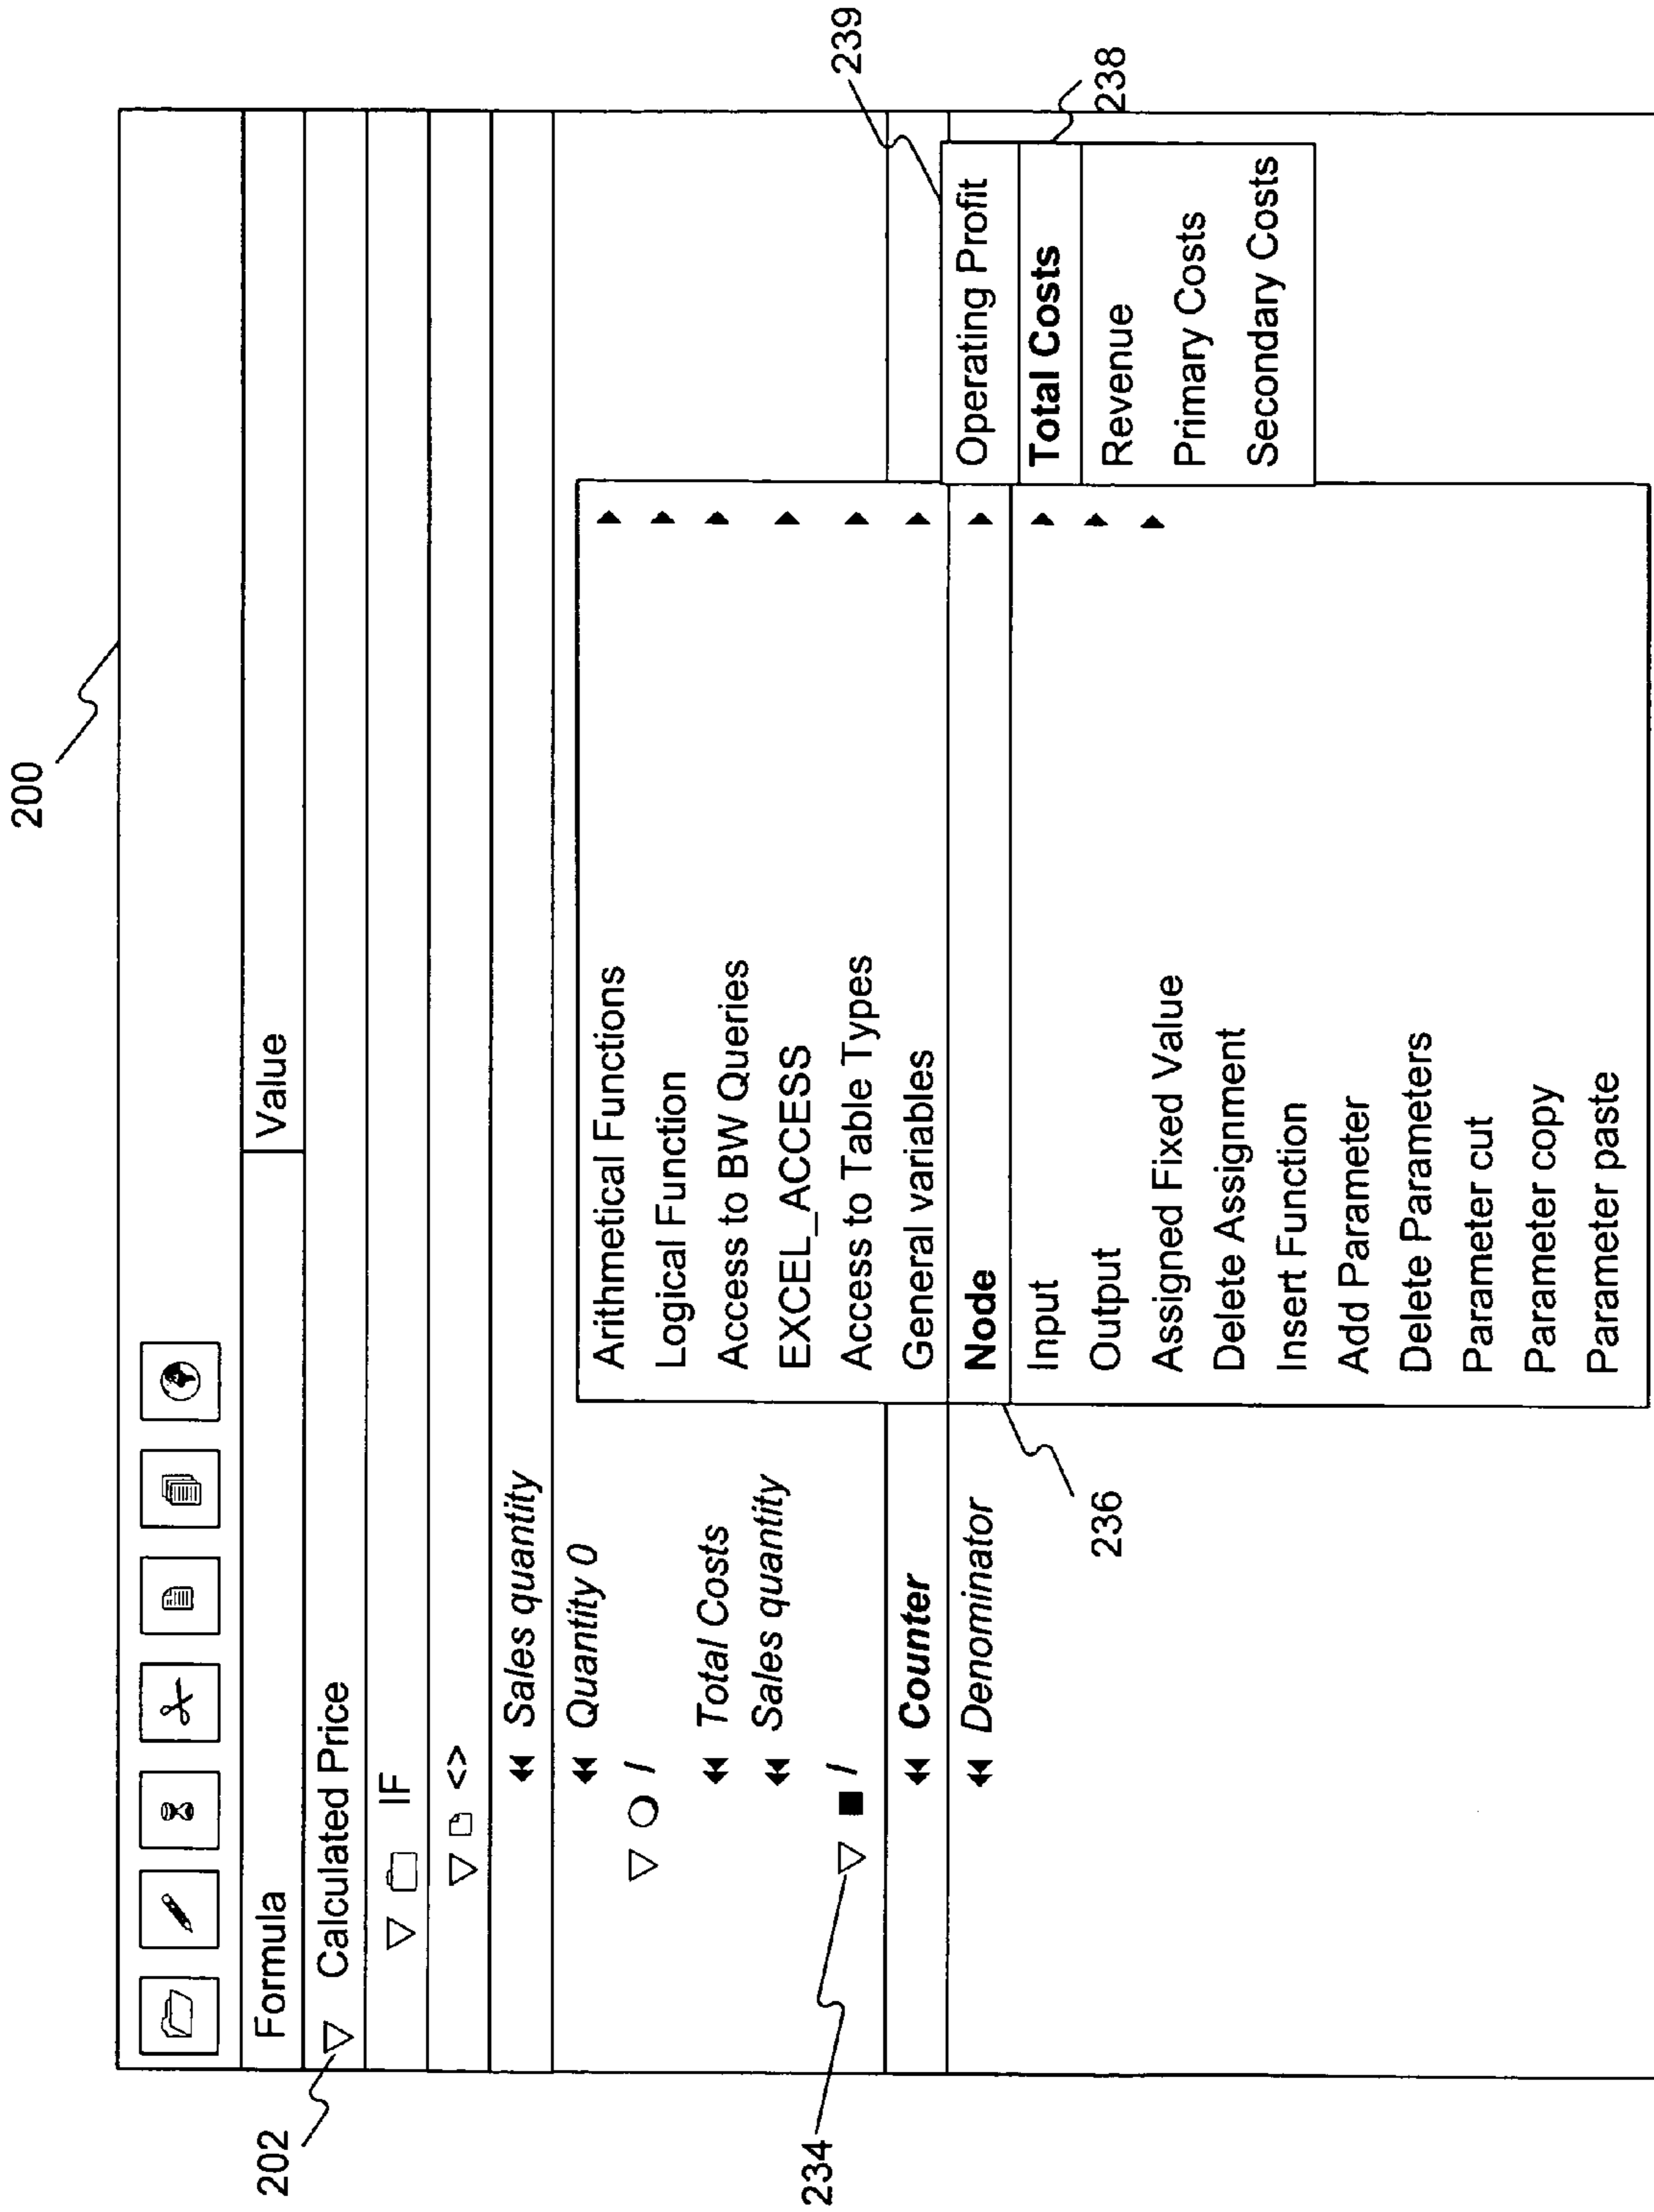 200
Formula
Value
202
Calculated Price
IF
<>
Sales quantity
Quantity 0
/
Total Costs
Sales quantity
234
/
Counter
Denominator
236
Arithmetical Functions
Logical Function
Access to BW Queries
EXCEL_ACCESS
Access to Table Types
General variables
Node
Input
Output
Assigned Fixed Value
Delete Assignment
Insert Function
Add Parameter
Delete Parameters
Parameter cut
Parameter copy
Parameter paste
239
238
Operating Profit
Total Costs
Revenue
Primary Costs
Secondary Costs